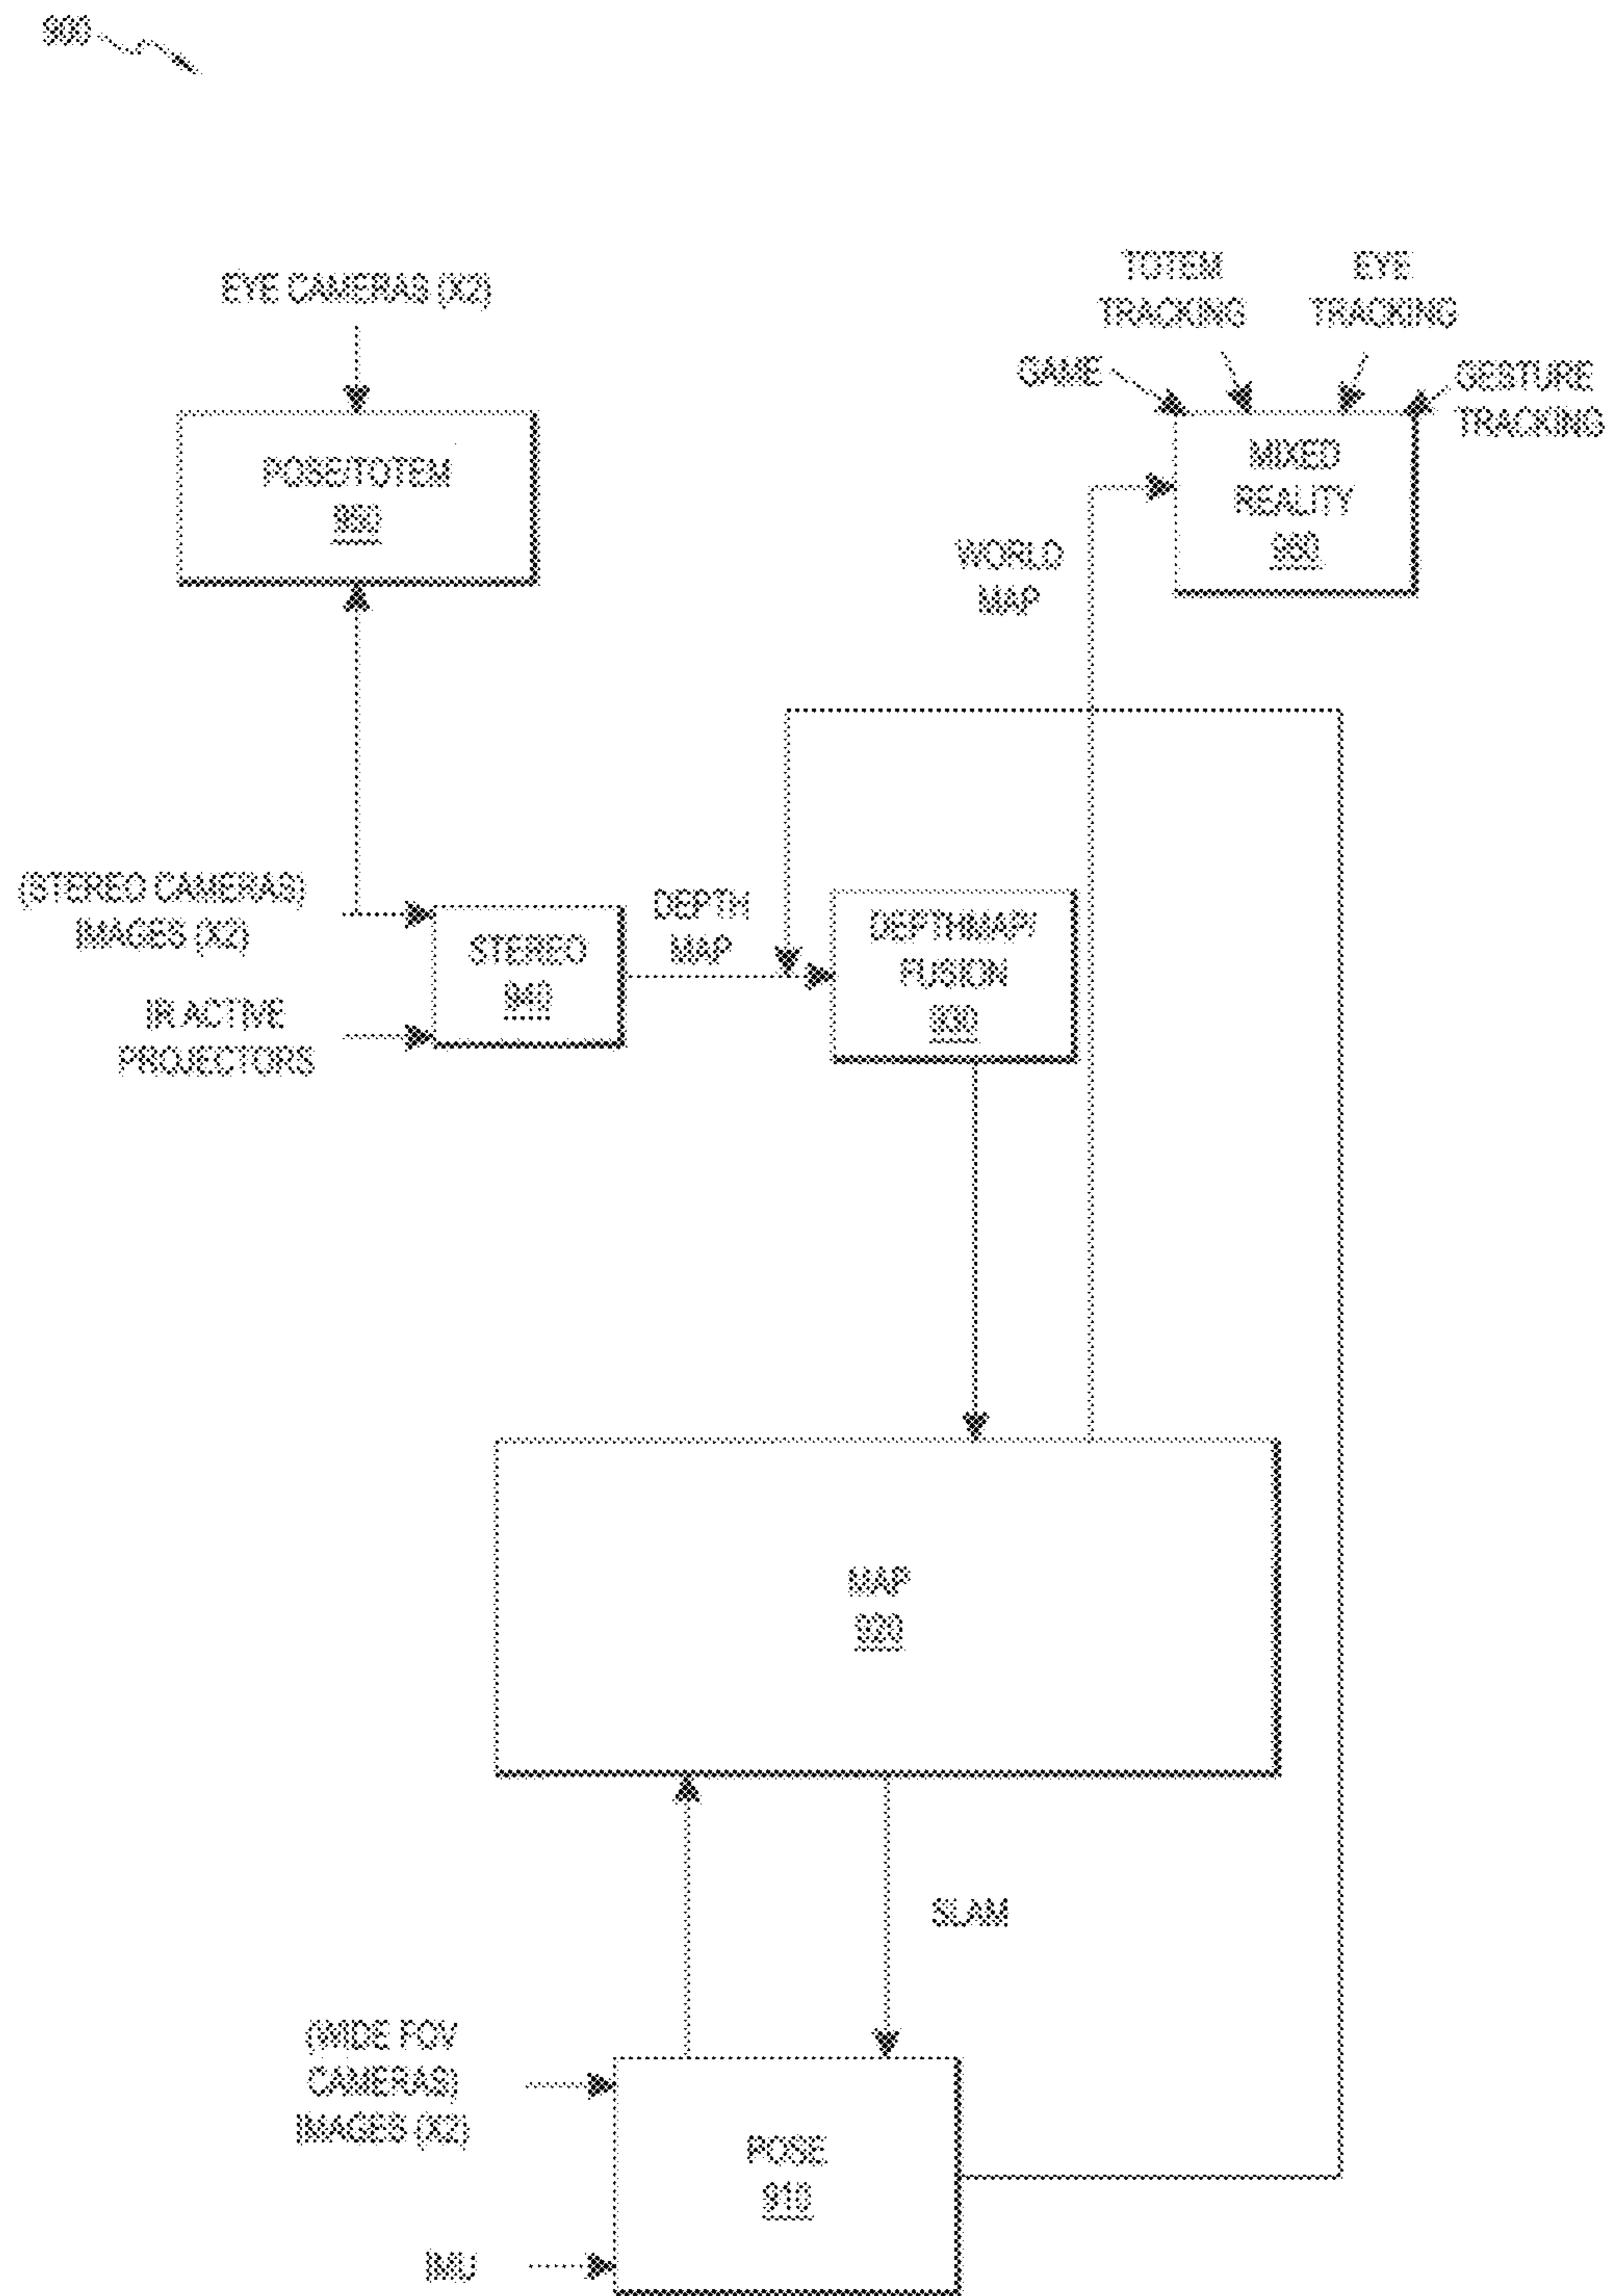 900
EYE CAMERAS (X2)
POSE/TOTEM
950
TOTEM
TRACKING
EYE
TRACKING
GAME
GESTURE
TRACKING
MIXED
REALITY
960
WORLD
MAP
(STEREO CAMERAS)
IMAGES (X2)
IR ACTIVE
PROJECTORS
STEREO
940
DEPTH
MAP
DEPTHMAP/
FUSION
930
MAP
920
SLAM
(WIDE FOV
CAMERAS)
IMAGES (X2)
IMU
POSE
910